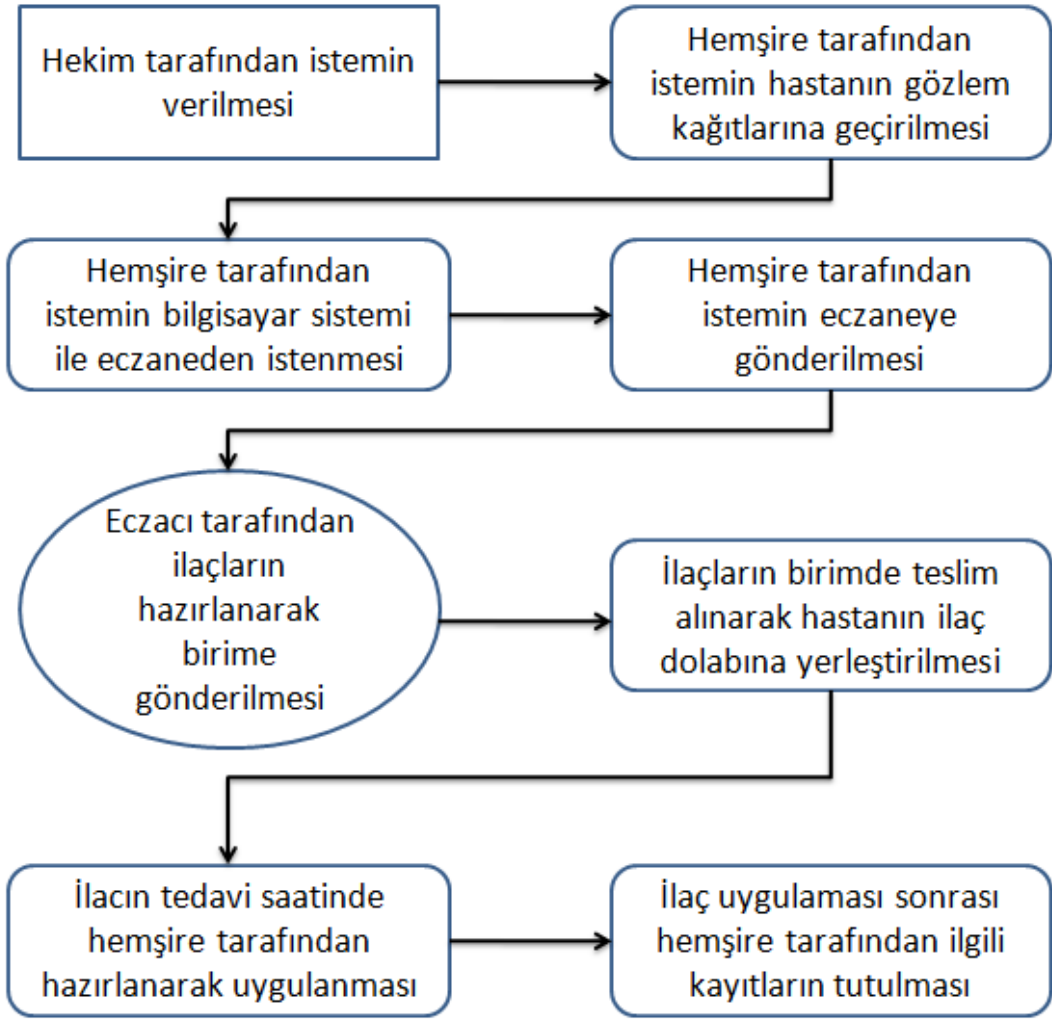 Hekim tarafından istemin
verilmesi
Hemşire tarafından
istemin hastanın gözlem
kağıtlarına geçirilmesi
Hemşire tarafından
istemin bilgisayar sistemi
ile eczaneden istenmesi
Hemşire tarafından
istemin eczaneye
gönderilmesi
Eczacı tarafından
ilaçların
hazırlanarak
birime
gönderilmesi
İlaçların birimde teslim
alınarak hastanın ilaç
dolabına yerleştirilmesi
İlacın tedavi saatinde
hemşire tarafından
hazırlanarak uygulanması
İlaç uygulaması sonrası
hemşire tarafından ilgili
kayıtların tutulması